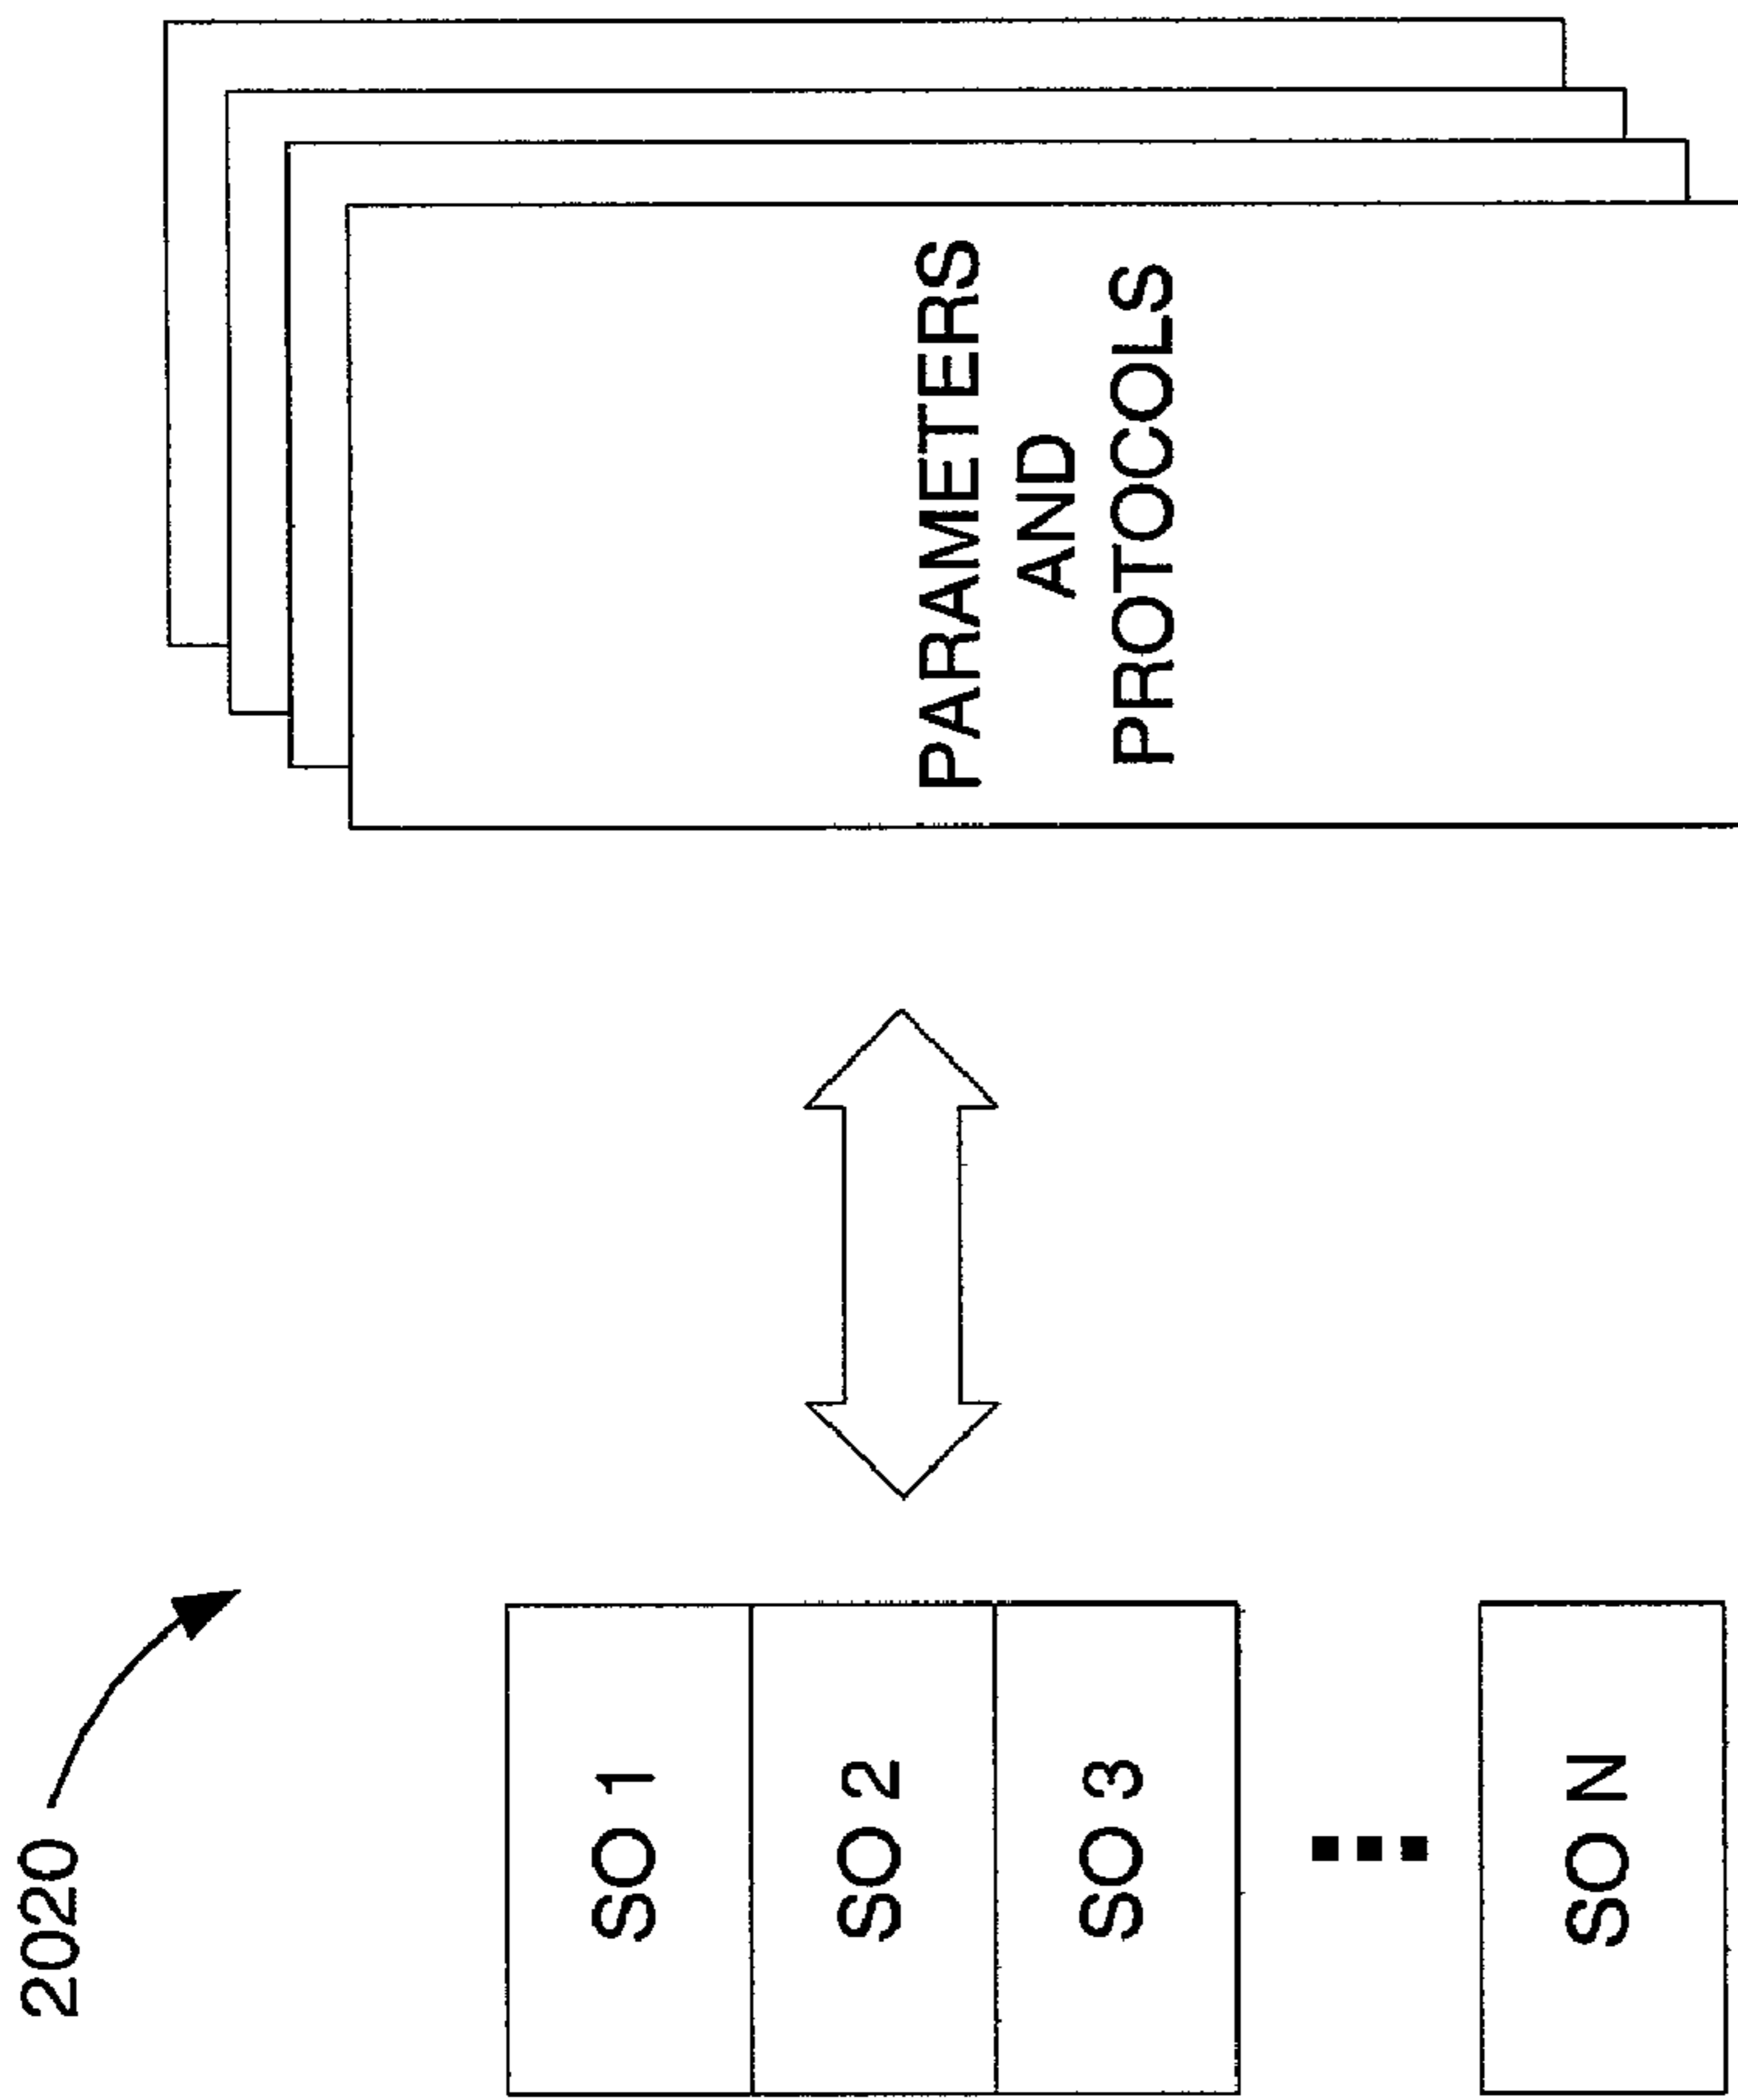 2020
SO 1
SO 2
SO 3
SO N
PARAMETERS
AND
PROTOCOLS